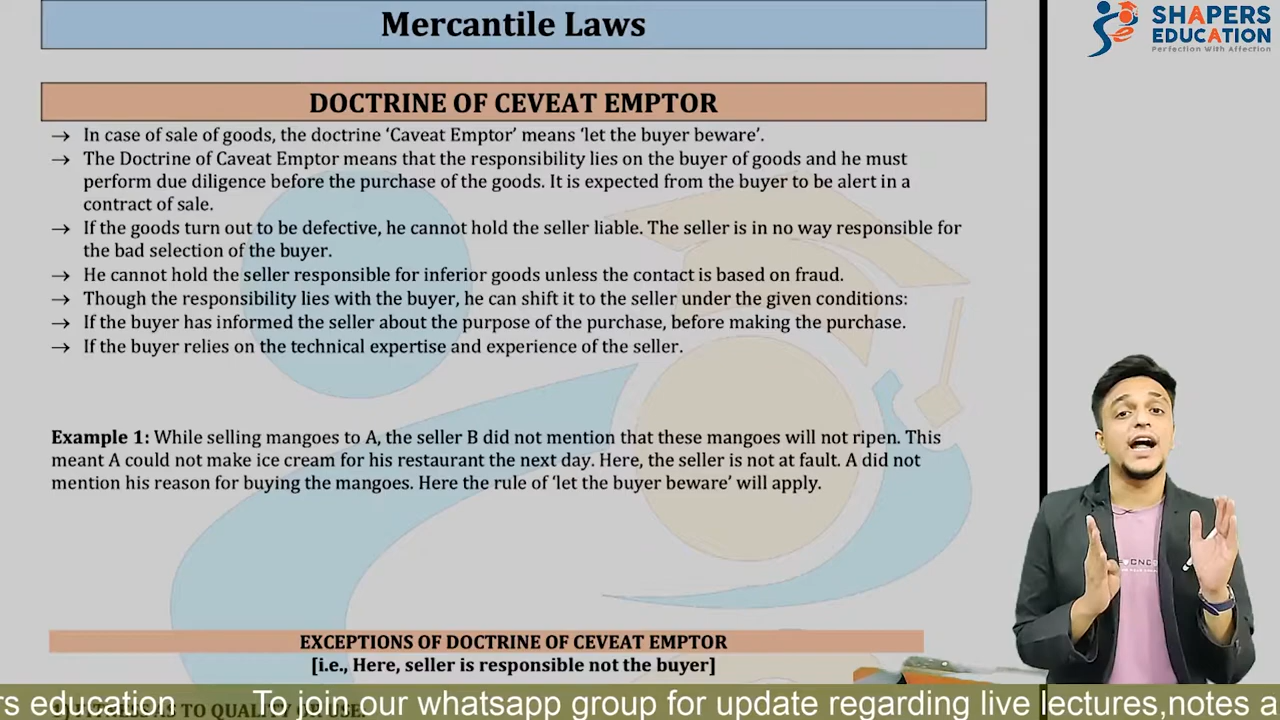 Mercantile Laws
SHAPERS
EDUCATION
Perfection With Affection
DOCTRINE OF CEVEAT EMPTOR
→ In case of sale of goods, the doctrine ‘Caveat Emptor’ means ‘let the buyer beware’.
→ The Doctrine of Caveat Emptor means that the responsibility lies on the buyer of goods and he must
perform due diligence before the purchase of the goods. It is expected from the buyer to be alert in a
contract of sale.
→ If the goods turn out to be defective, he cannot hold the seller liable. The seller is in no way responsible for
the bad selection of the buyer.
→ He cannot hold the seller responsible for inferior goods unless the contact is based on fraud.
→ Though the responsibility lies with the buyer, he can shift it to the seller under the given conditions:
→ If the buyer has informed the seller about the purpose of the purchase, before making the purchase.
→ If the buyer relies on the technical expertise and experience of the seller.
Example 1: While selling mangoes to A, the seller B did not mention that these mangoes will not ripen. This
meant A could not make ice cream for his restaurant the next day. Here, the seller is not at fault. A did not
mention his reason for buying the mangoes. Here the rule of ‘let the buyer beware’ will apply.
EXCEPTIONS OF DOCTRINE OF CEVEAT EMPTOR
[i.e., Here, seller is responsible not the buyer]
rs education To join our whatsapp group for update regarding live lectures,notes a